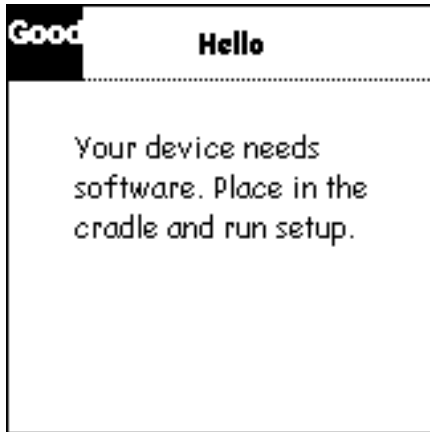 Good
Hello
Your device needs
software. Place in the
cradle and run setup.